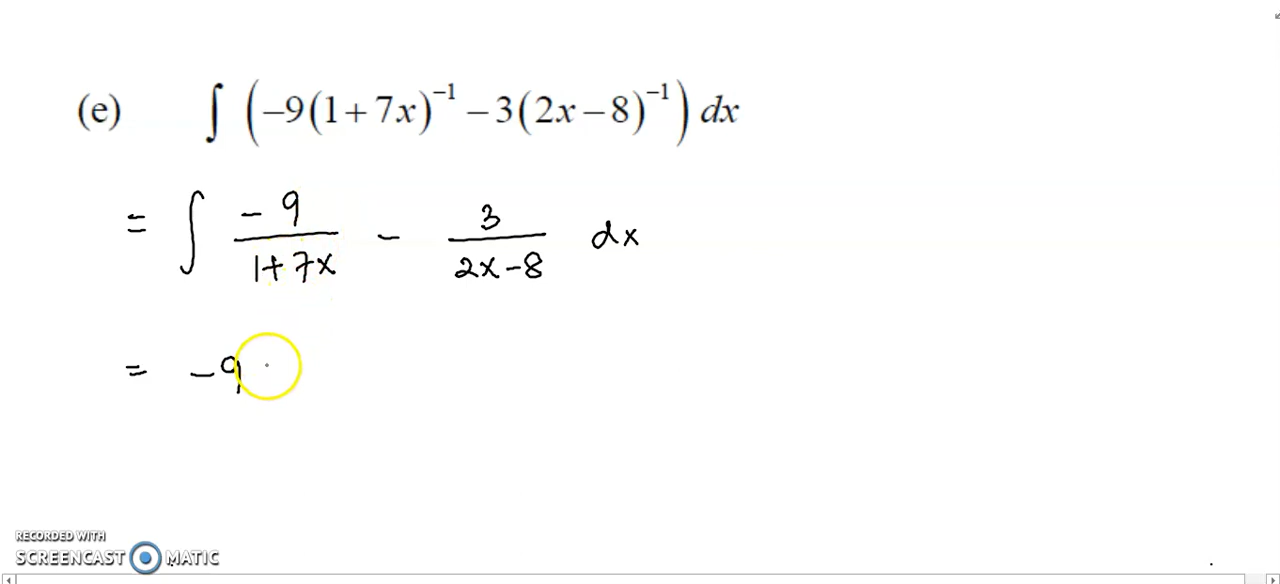 (e) ∫ (−9(1+7x)⁻¹ −3(2x−8)⁻¹) dx
= ∫ -9/(1+7x) - 3/(2x-8) dx
= -9
RECORDED WITH
SCREENCAST MATIC